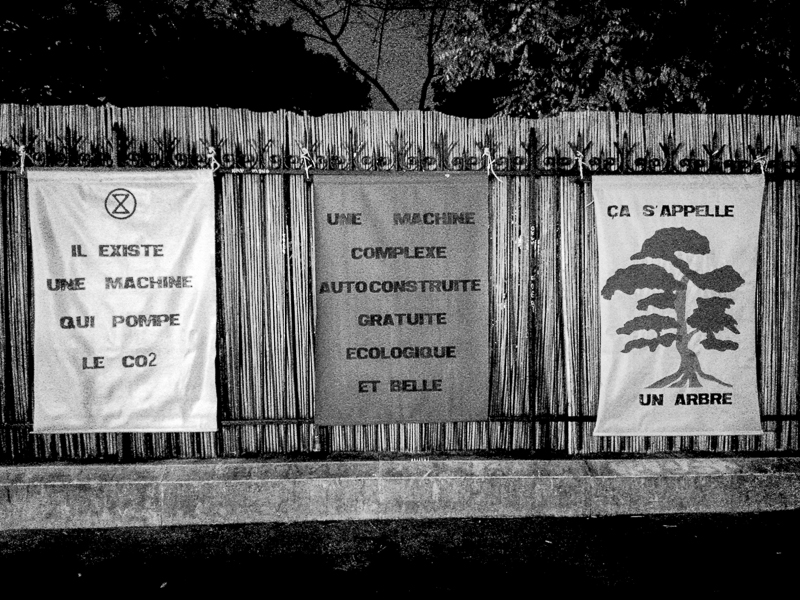 IL EXISTE
UNE MACHINE
QUI POMPE
LE CO2
UNE MACHINE
COMPLEXE
AUTOCONSTRUITE
GRATUITE
ECOLOGIQUE
ET BELLE
ÇA S'APPELLE
UN ARBRE